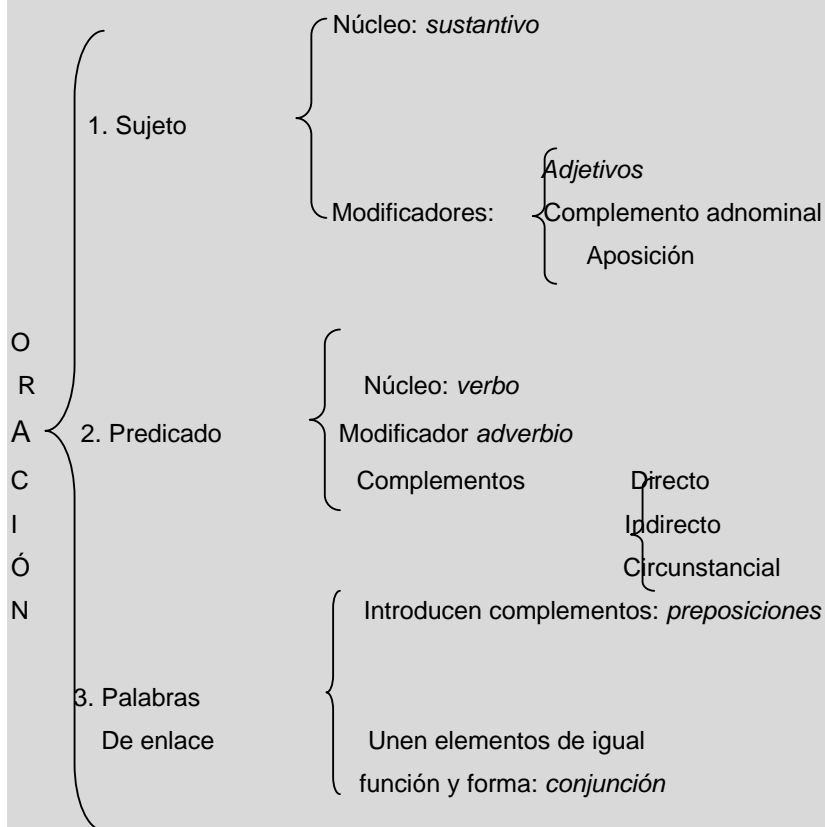 Núcleo: sustantivo
1. Sujeto
Adjetivos
Modificadores: Complemento adnominal
Aposición
O
R
A
C
I
Ó
N
Núcleo: verbo
2. Predicado Modificador adverbio
Complementos Directo
Indirecto
Circunstancial
Introducen complementos: preposiciones
3. Palabras
De enlace Unen elementos de igual
función y forma: conjunción